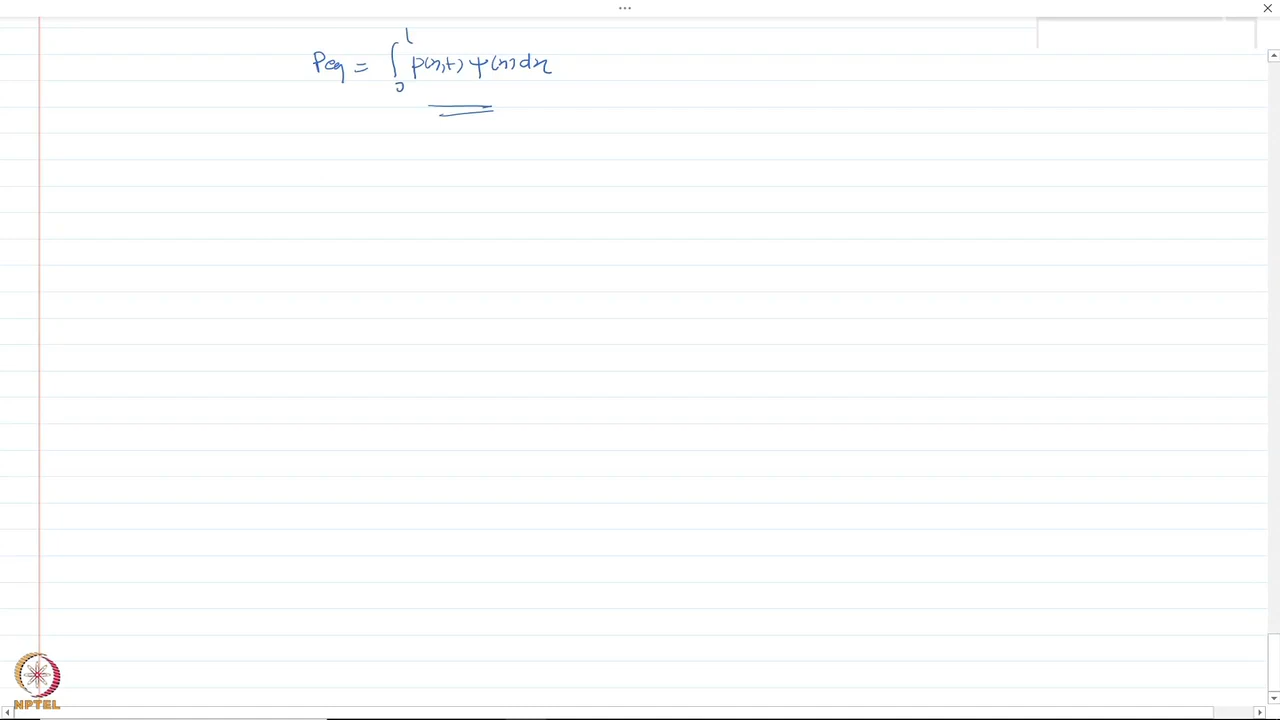 Peq = ∫₀ˡ p(x,t) ψ(x) dx
NPTEL